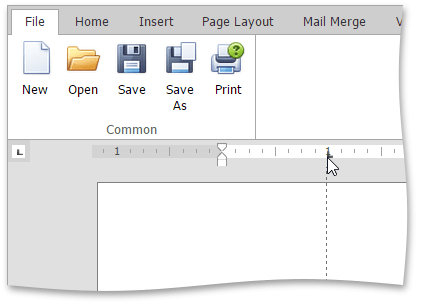 File Home Insert Page Layout Mail Merge V
New Open Save Save As Print
Common
L 1 1